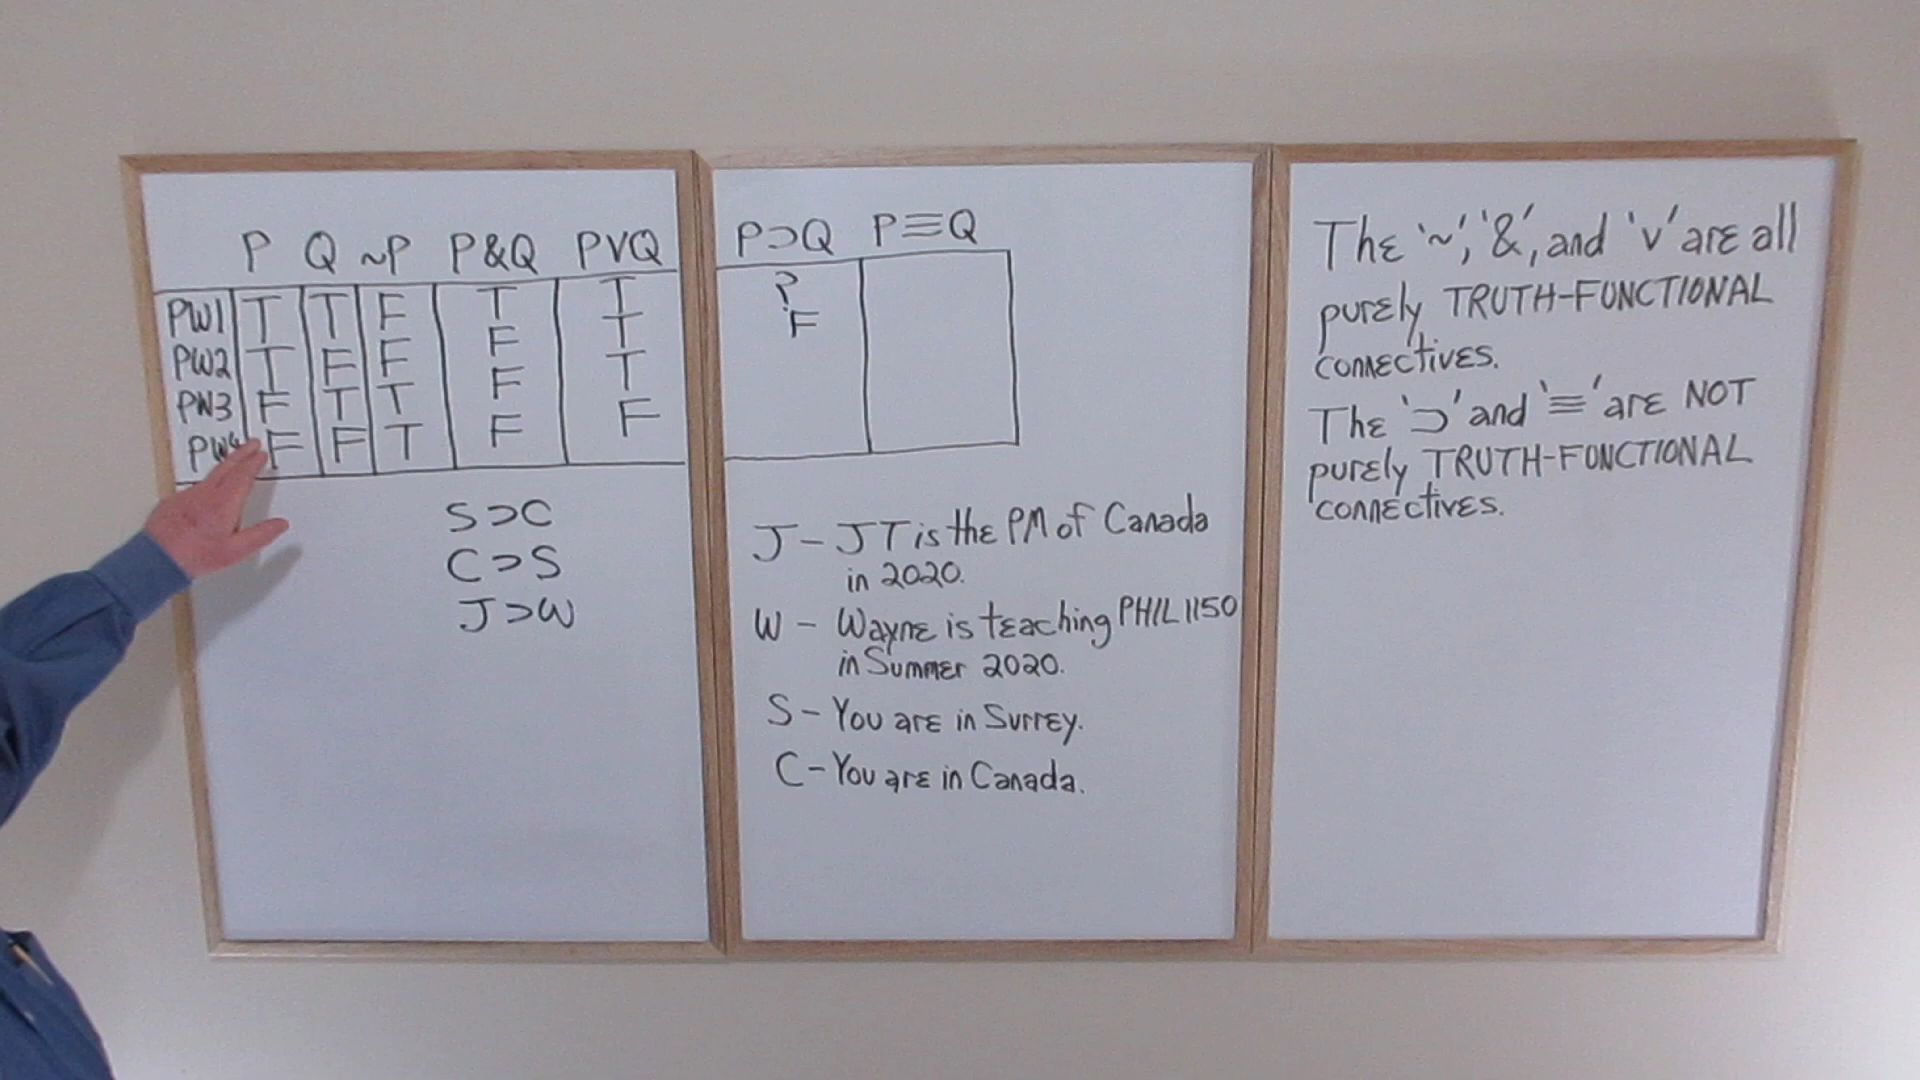 P Q ~P P&Q PVQ
PW1 T T F T T
PW2 T F F F T
PW3 F T T F T
PW4 F F T F F
S⊃C
C⊃S
J⊃W
P⊃Q P≡Q
?
F
J – JT is the PM of Canada
in 2020.
W – Wayne is teaching PHIL 1150
in Summer 2020.
S – You are in Surrey.
C – You are in Canada.
The '~', '&', and 'v' are all
purely TRUTH-FUNCTIONAL
connectives.
The '⊃' and '≡' are NOT
purely TRUTH-FUNCTIONAL
connectives.